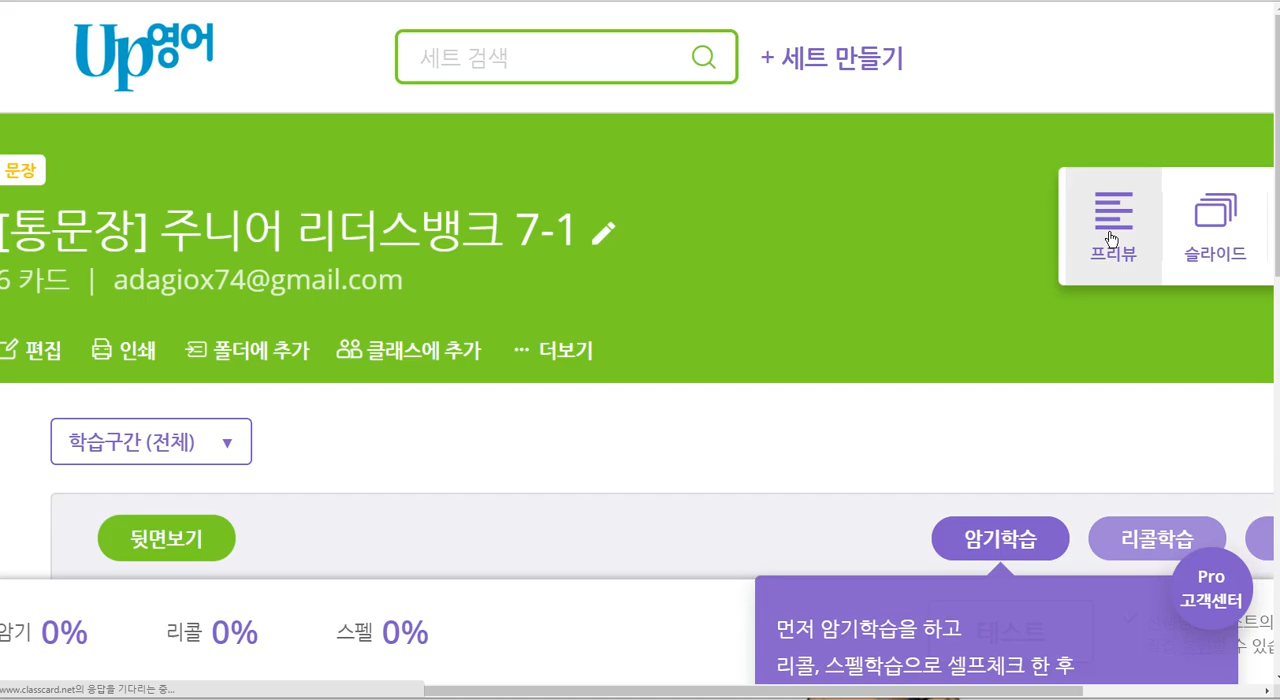 Up영어
세트 검색
+ 세트 만들기
문장
[통문장] 주니어 리더스뱅크 7-1
6 카드 | adagiox74@gmail.com
프리뷰
슬라이드
편집
인쇄
폴더에 추가
클래스에 추가
··· 더보기
학습구간 (전체) ▼
뒷면보기
암기학습
리콜학습
Pro
고객센터
암기 0%
리콜 0%
스펠 0%
먼저 암기학습을 하고
테스트
리콜, 스펠학습으로 셀프체크 한 후
www.classcard.net의 응답을 기다리는 중...